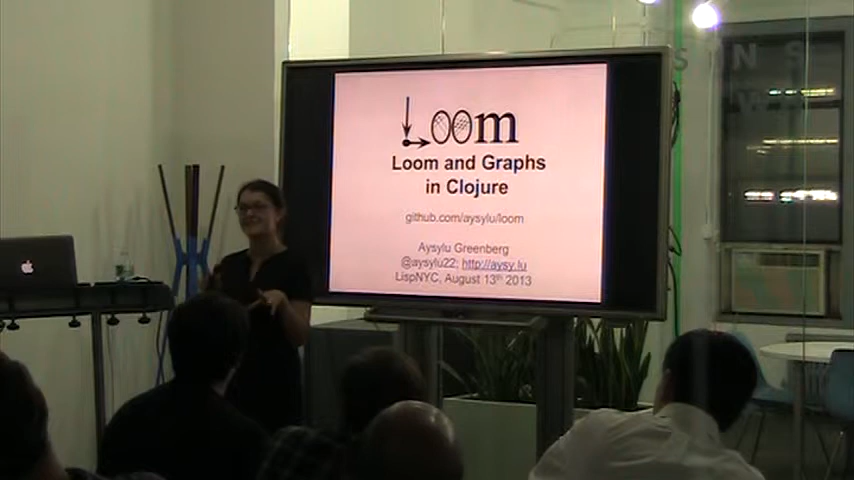 Loom
Loom and Graphs
in Clojure
github.com/aysylu/loom
Aysylu Greenberg
@aysylu22; http://aysy.lu
LispNYC, August 13th 2013